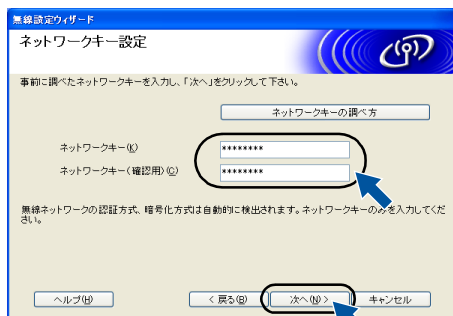 無線設定ウィザード
ネットワークキー設定
事前に調べたネットワークキーを入力し、「次へ」をクリックして下さい。
ネットワークキーの調べ方
ネットワークキー(K) ********
ネットワークキー(確認用)(C) ********
無線ネットワークの認証方式、暗号化方式は自動的に検出されます。ネットワークキーのみを入力してくだ
さい。
ヘルプ(H) < 戻る(B) 次へ(N) > キャンセル